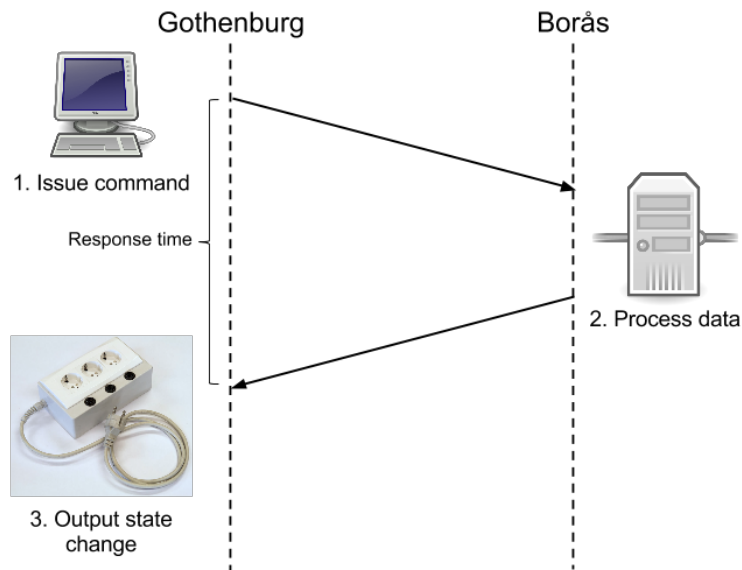 Gothenburg
Borås
1. Issue command
Response time
2. Process data
3. Output state
change